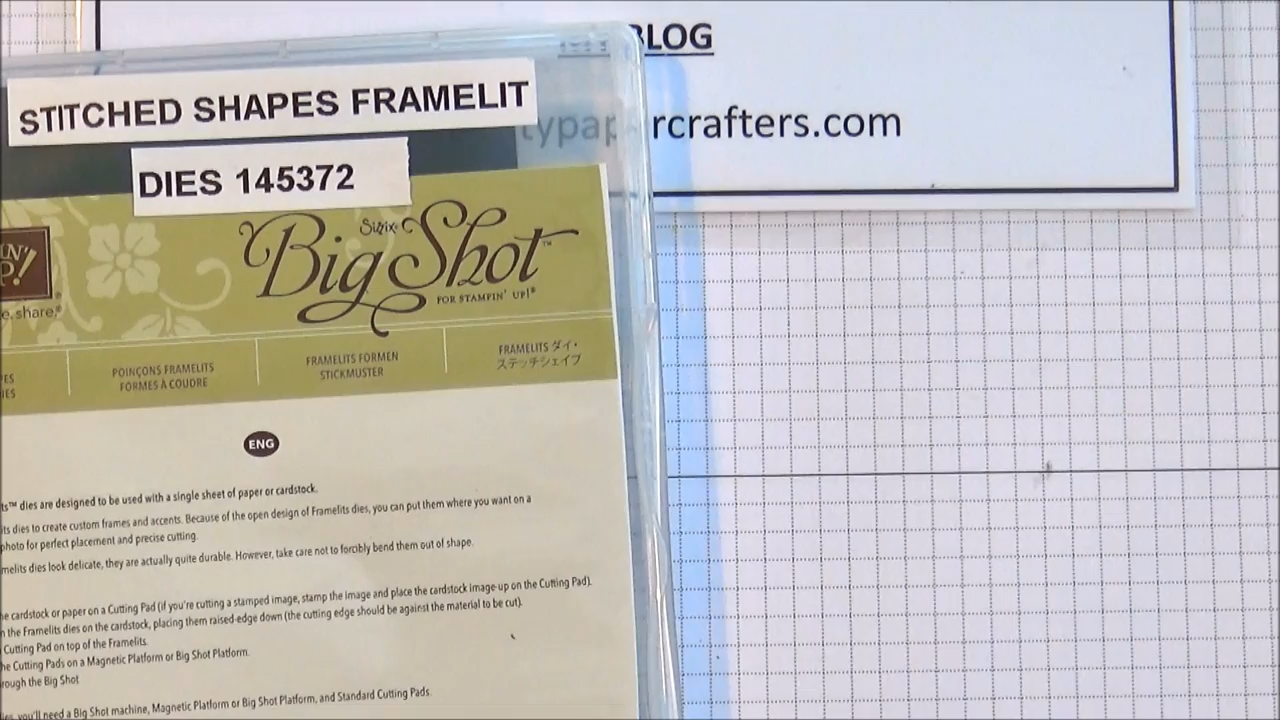 BLOG
typapercrafters.com
STITCHED SHAPES FRAMELIT
DIES 145372
Sizzix
Big Shot™
FOR STAMPIN' UP!®
e, share.®
POINÇONS FRAMELITS
FORMES À COUDRE
FRAMELITS FORMEN
STICKMUSTER
FRAMELITS ダイ・
ステッチシェイプ
ENG
ts™ dies are designed to be used with a single sheet of paper or cardstock.
its dies to create custom frames and accents. Because of the open design of Framelits dies, you can put them where you want on a
photo for perfect placement and precise cutting.
melits dies look delicate, they are actually quite durable. However, take care not to forcibly bend them out of shape.
he cardstock or paper on a Cutting Pad (if you're cutting a stamped image, stamp the image and place the cardstock image-up on the Cutting Pad).
n the Framelits dies on the cardstock, placing them raised-edge down (the cutting edge should be against the material to be cut).
Cutting Pad on top of the Framelits.
he Cutting Pads on a Magnetic Platform or Big Shot Platform.
rough the Big Shot
ies, you'll need a Big Shot machine, Magnetic Platform or Big Shot Platform, and Standard Cutting Pads.